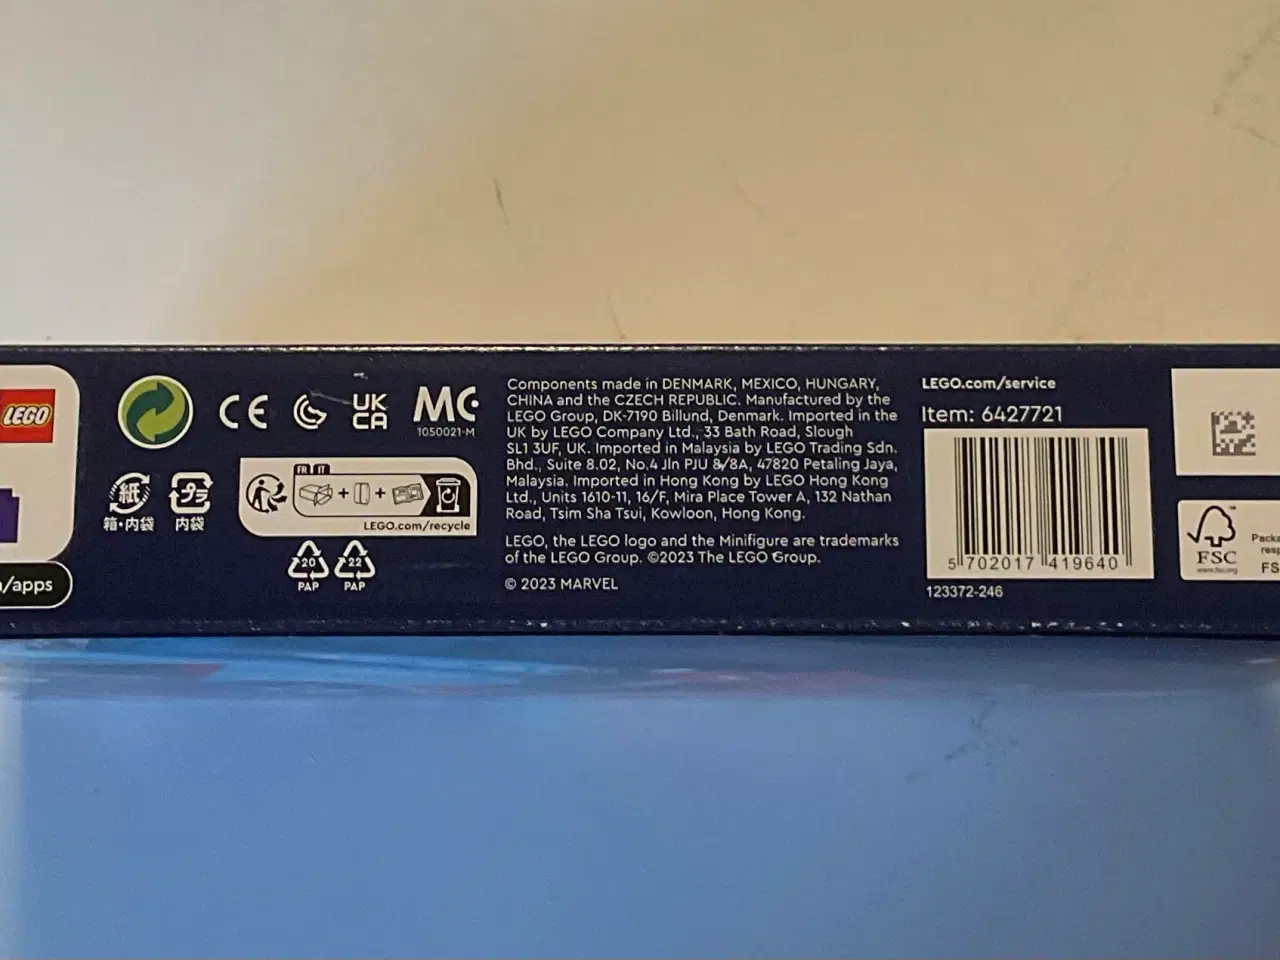 LEGO
/apps
CE
UK
CA
MC
1050021-M
紙
箱・内袋
プラ
内袋
FR IT
+ +
LEGO.com/recycle
20
PAP
22
PAP
Components made in DENMARK, MEXICO, HUNGARY,
CHINA and the CZECH REPUBLIC. Manufactured by the
LEGO Group, DK-7190 Billund, Denmark. Imported in the
UK by LEGO Company Ltd., 33 Bath Road, Slough
SL1 3UF, UK. Imported in Malaysia by LEGO Trading Sdn.
Bhd., Suite 8.02, No.4 Jln PJU 8/8A, 47820 Petaling Jaya,
Malaysia. Imported in Hong Kong by LEGO Hong Kong
Ltd., Units 1610-11, 16/F, Mira Place Tower A, 132 Nathan
Road, Tsim Sha Tsui, Kowloon, Hong Kong.
LEGO, the LEGO logo and the Minifigure are trademarks
of the LEGO Group. ©2023 The LEGO Group.
© 2023 MARVEL
LEGO.com/service
Item: 6427721
5 702017 419640
123372-246
FSC
www.fsc.org
Packa
resp
FS